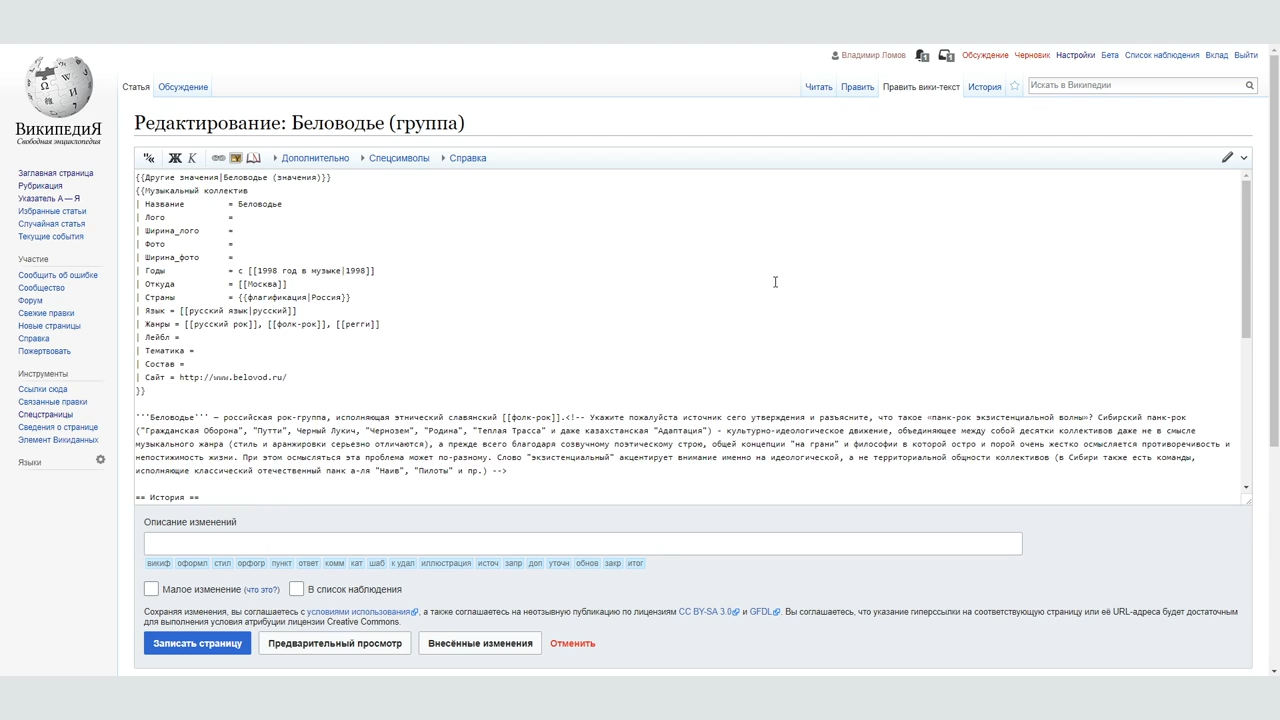 Владимир Ломов 1 1 Обсуждение Черновик Настройки Бета Список наблюдения Вклад Выйти
Статья Обсуждение Читать Править Править вики-текст История Искать в Википедии
ВИКИПЕДИЯ
Свободная энциклопедия
Заглавная страница
Рубрикация
Указатель А — Я
Избранные статьи
Случайная статья
Текущие события
Участие
Сообщить об ошибке
Сообщество
Форум
Свежие правки
Новые страницы
Справка
Пожертвовать
Инструменты
Ссылки сюда
Связанные правки
Спецстраницы
Сведения о странице
Элемент Викиданных
Языки
Редактирование: Беловодье (группа)
Ж К Дополнительно Спецсимволы Справка
{{Другие значения|Беловодье (значения)}}
{{Музыкальный коллектив
| Название = Беловодье
| Лого =
| Ширина_лого =
| Фото =
| Ширина_фото =
| Годы = с [[1998 год в музыке|1998]]
| Откуда = [[Москва]]
| Страны = {{флагификация|Россия}}
| Язык = [[русский язык|русский]]
| Жанры = [[русский рок]], [[фолк-рок]], [[регги]]
| Лейбл =
| Тематика =
| Состав =
| Сайт = http://www.belovod.ru/
}}
'''Беловодье''' — российская рок-группа, исполняющая этнический славянский [[фолк-рок]].<!-- Укажите пожалуйста источник сего утверждения и разъясните, что такое «панк-рок экзистенциальной волны»? Сибирский панк-рок
("Гражданская Оборона", "Путти", Черный Лукич, "Чернозем", "Родина", "Теплая Трасса" и даже казахстанская "Адаптация") - культурно-идеологическое движение, объединяющее между собой десятки коллективов даже не в смысле
музыкального жанра (стиль и аранжировки серьезно отличаются), а прежде всего благодаря созвучному поэтическому строю, общей концепции "на грани" и философии в которой остро и порой очень жестко осмысляется противоречивость и
непостижимость жизни. При этом осмысляться эта проблема может по-разному. Слово "экзистенциальный" акцентирует внимание именно на идеологической, а не территориальной общности коллективов (в Сибири также есть команды,
исполняющие классический отечественный панк а-ля "Наив", "Пилоты" и пр.) -->
== История ==
Описание изменений
викиф оформл стил орфогр пункт ответ комм кат шаб к удал иллюстрация источ запр доп уточн обнов закр итог
Малое изменение (что это?) В список наблюдения
Сохраняя изменения, вы соглашаетесь с условиями использования, а также соглашаетесь на неотзывную публикацию по лицензиям CC BY-SA 3.0 и GFDL. Вы соглашаетесь, что указание гиперссылки на соответствующую страницу или её URL-адреса будет достаточным
для выполнения условия атрибуции лицензии Creative Commons.
Записать страницу Предварительный просмотр Внесённые изменения Отменить